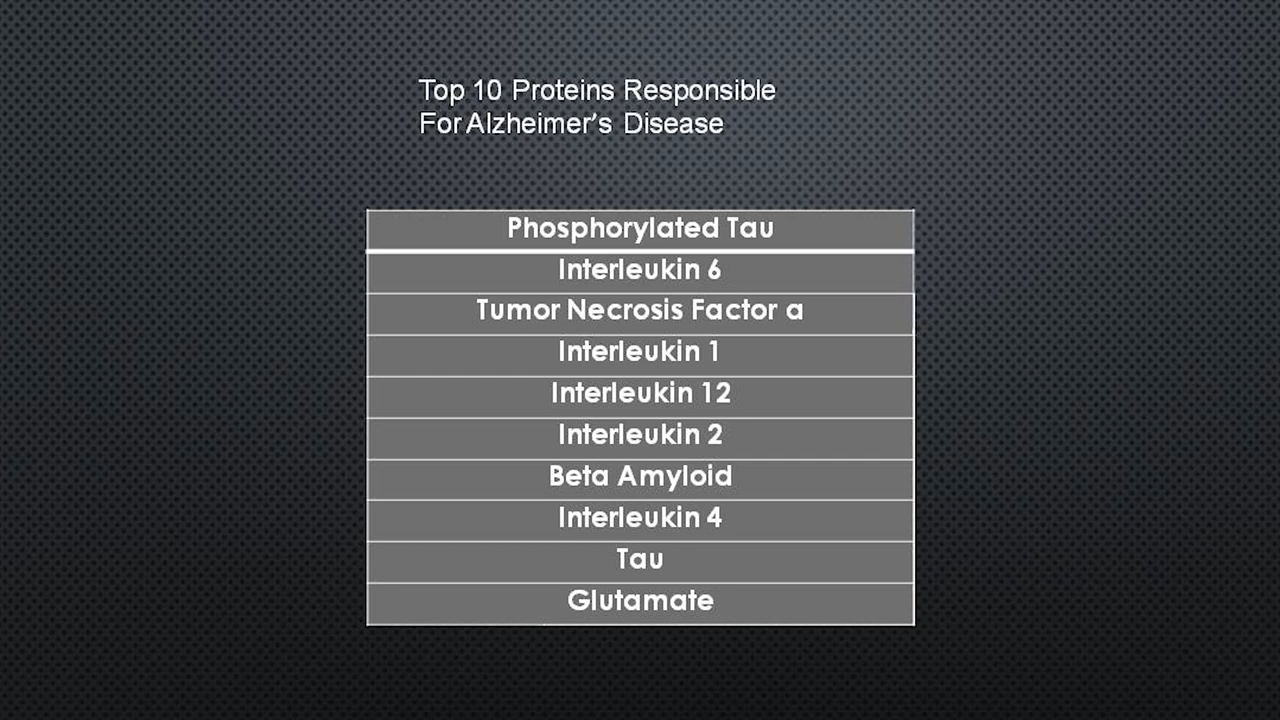 Top 10 Proteins Responsible
For Alzheimer's Disease
Phosphorylated Tau
Interleukin 6
Tumor Necrosis Factor a
Interleukin 1
Interleukin 12
Interleukin 2
Beta Amyloid
Interleukin 4
Tau
Glutamate